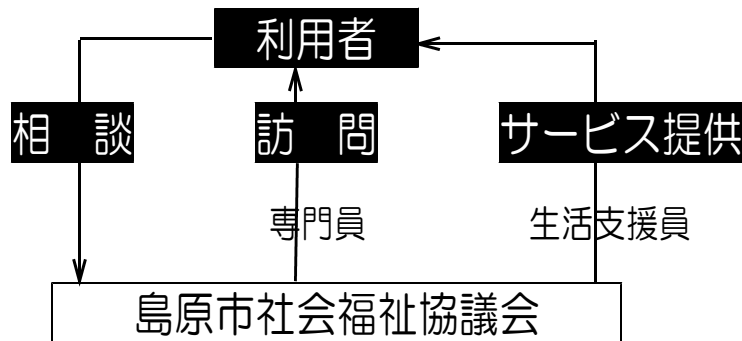 利用者
相　談
訪　問
サービス提供
専門員
生活支援員
島原市社会福祉協議会